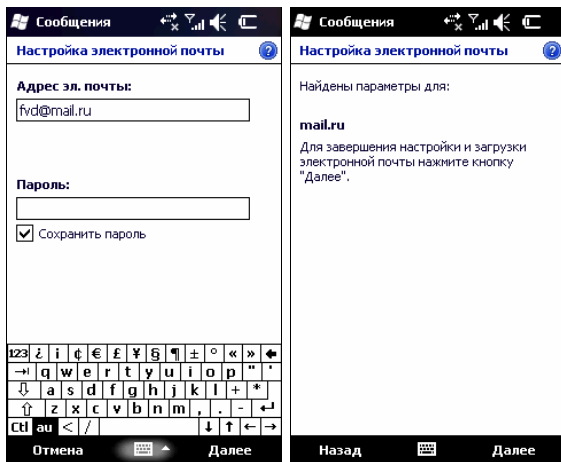 Сообщения
Настройка электронной почты
Адрес эл. почты:
fvd@mail.ru
Пароль:
Сохранить пароль
123 ¿ ¡ ¢ € £ ¥ § ¶ ± ° « »
q w e r t y u i o p " '
a s d f g h j k l + *
z x c v b n m , . -
Ctl au < /
Отмена Далее
Сообщения
Настройка электронной почты
Найдены параметры для:
mail.ru
Для завершения настройки и загрузки
электронной почты нажмите кнопку
"Далее".
Назад Далее